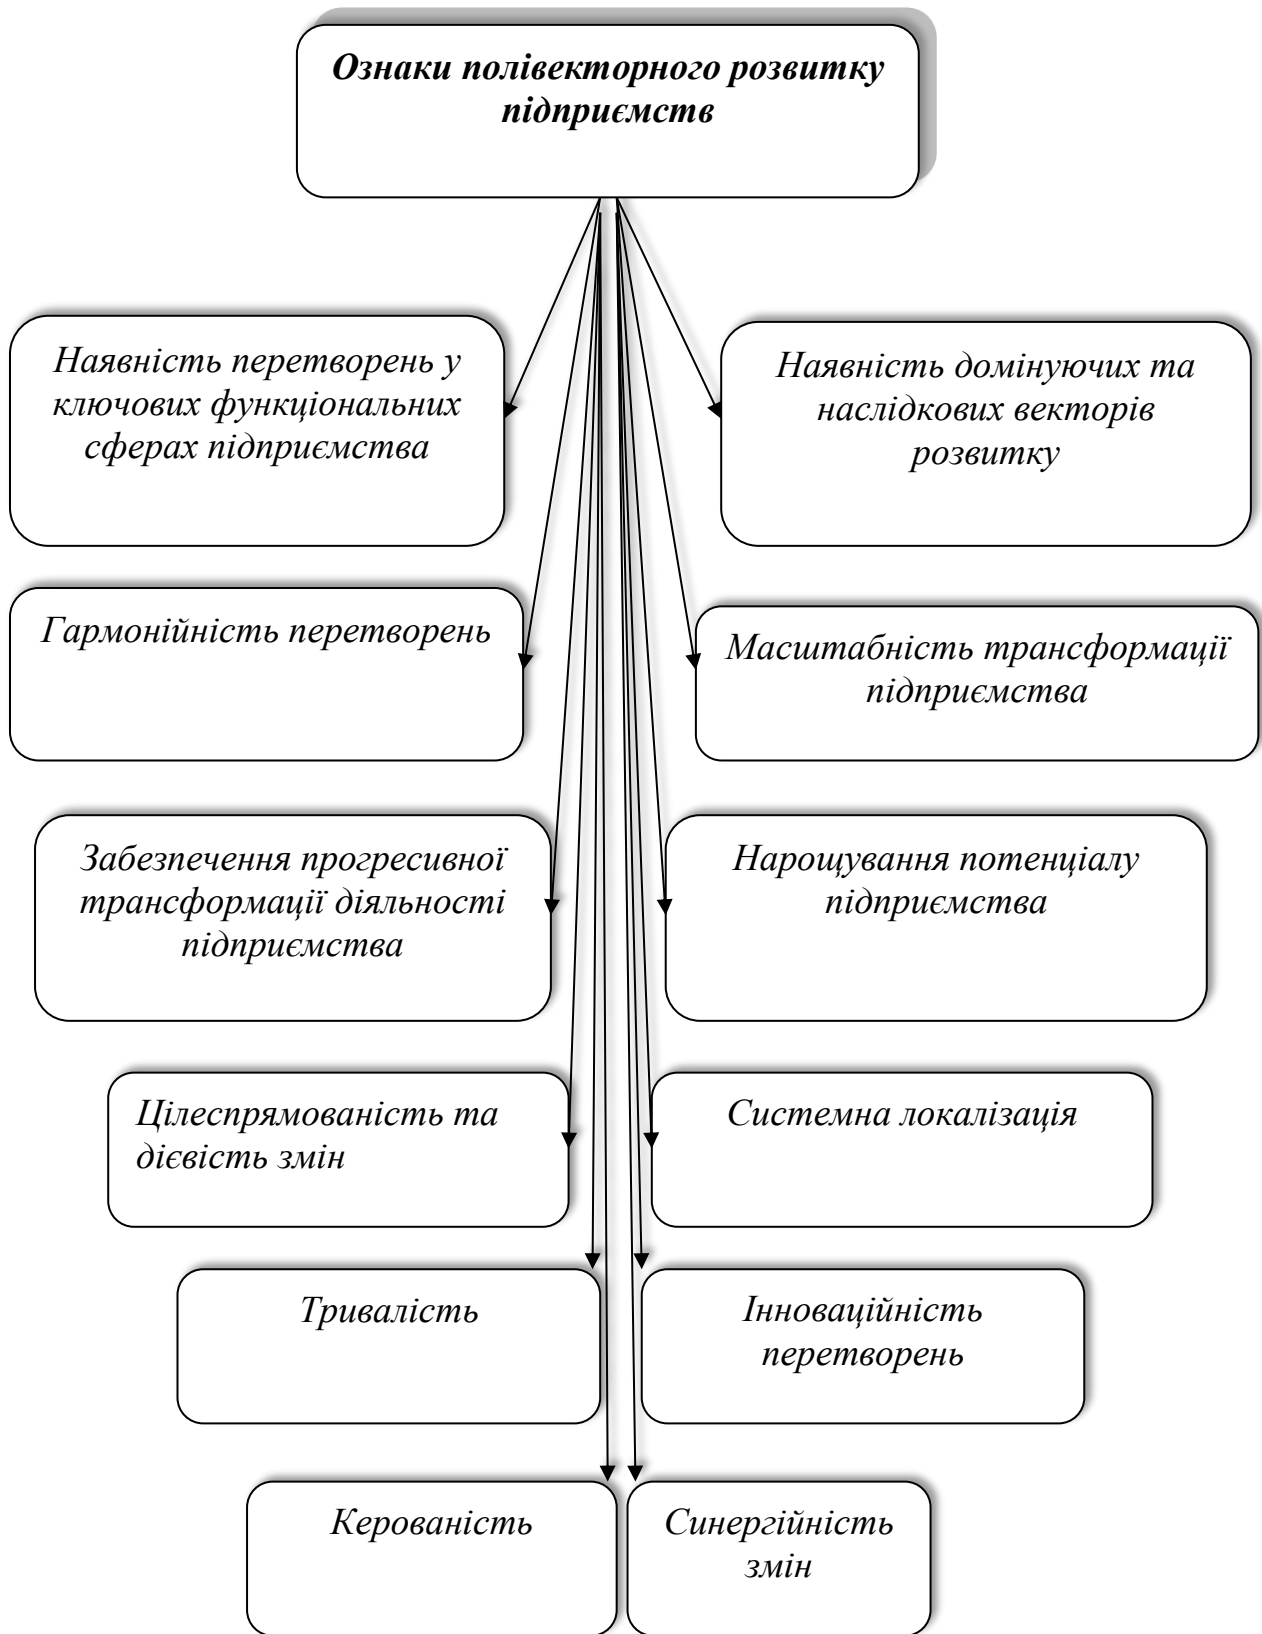 Ознаки полівекторного розвитку
підприємств
Наявність перетворень у
ключових функціональних
сферах підприємства
Наявність домінуючих та
наслідкових векторів
розвитку
Гармонійність перетворень
Масштабність трансформації
підприємства
Забезпечення прогресивної
трансформації діяльності
підприємства
Нарощування потенціалу
підприємства
Цілеспрямованість та
дієвість змін
Системна локалізація
Тривалість
Інноваційність
перетворень
Керованість
Синергійність
змін